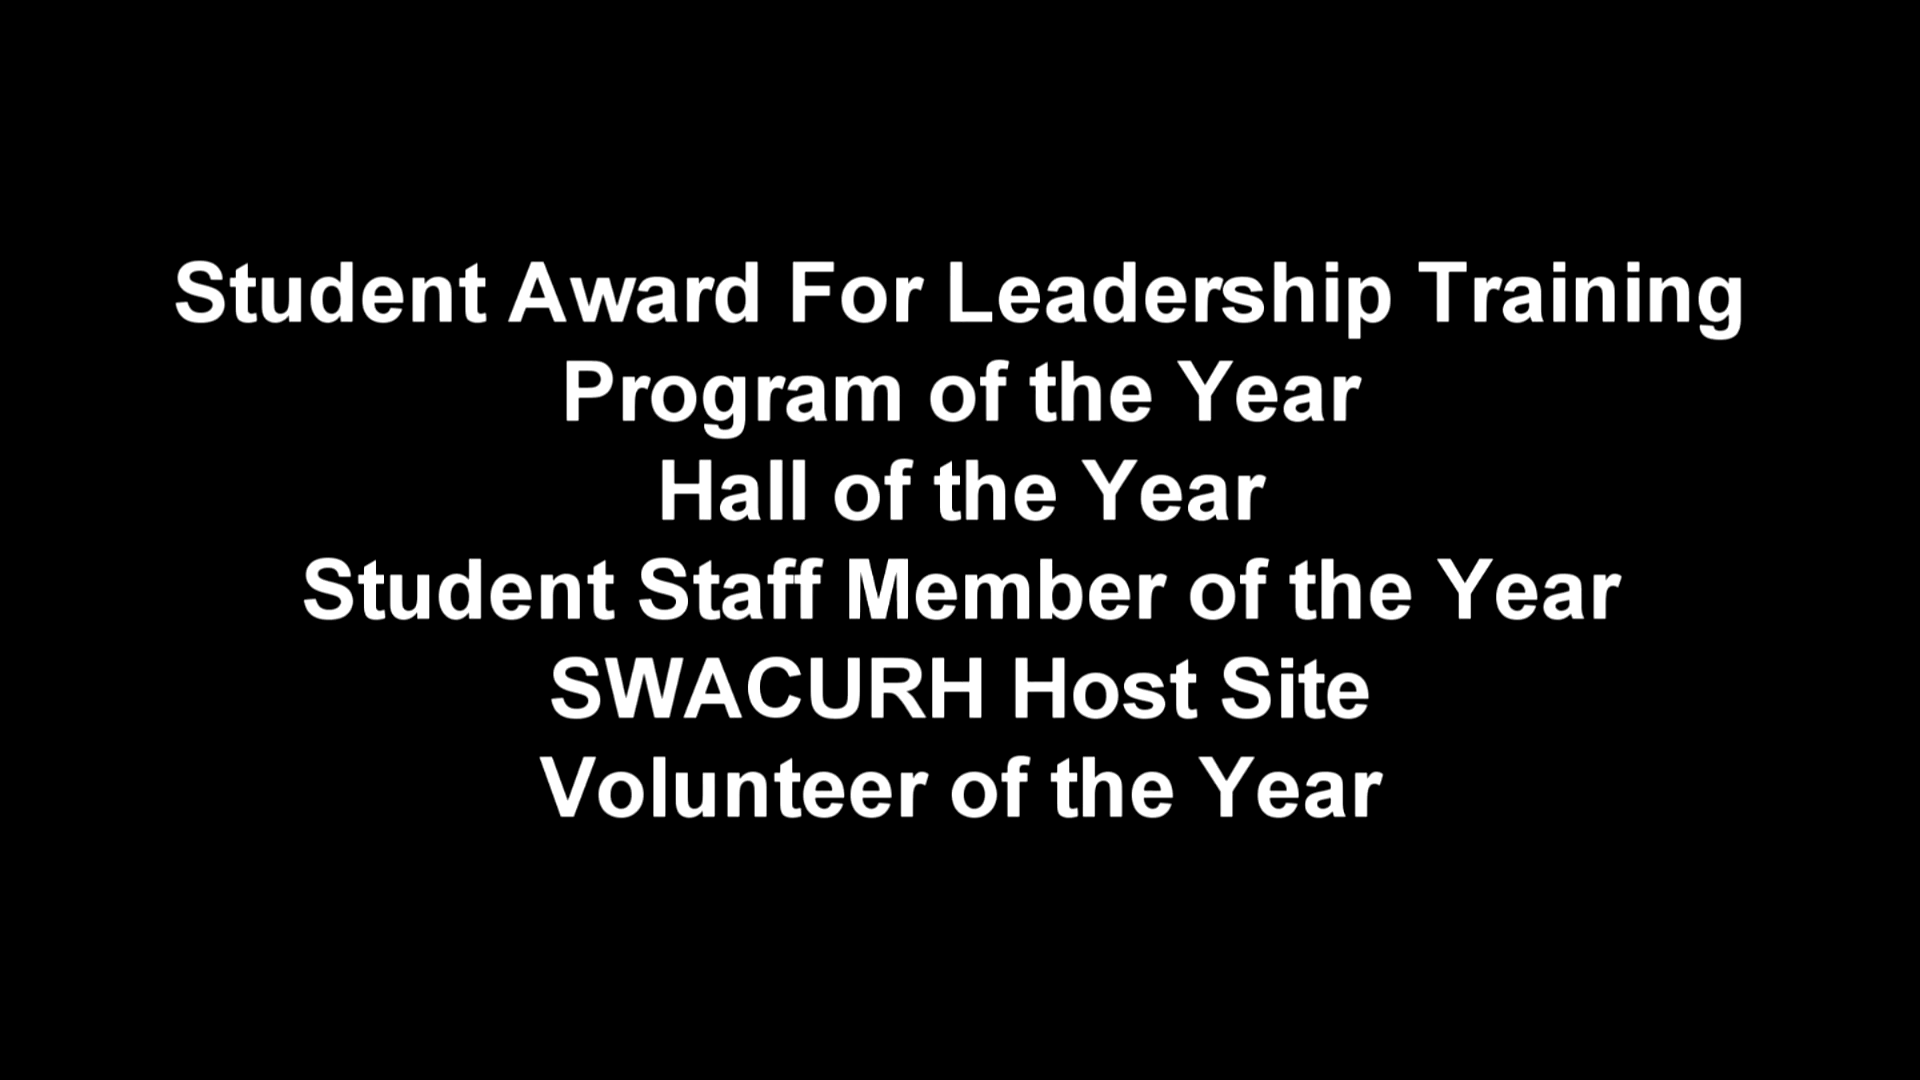 Student Award For Leadership Training
Program of the Year
Hall of the Year
Student Staff Member of the Year
SWACURH Host Site
Volunteer of the Year